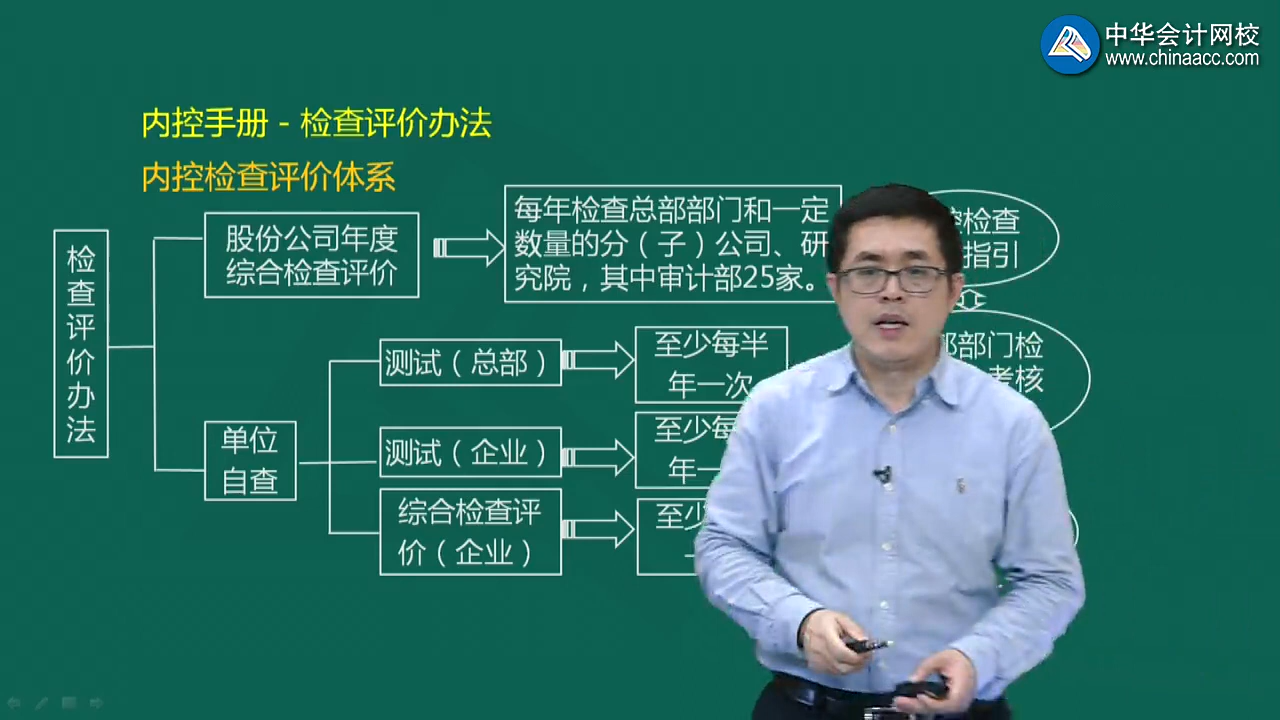 中华会计网校
www.chinaacc.com
内控手册－检查评价办法
内控检查评价体系
检
查
评
价
办
法
股份公司年度
综合检查评价
每年检查总部部门和一定
数量的分（子）公司、研
究院，其中审计部25家。
检查
指引
单位
自查
测试（总部）
至少每半
年一次
部门检
考核
测试（企业）
至少每
年一
综合检查评
价（企业）
至少